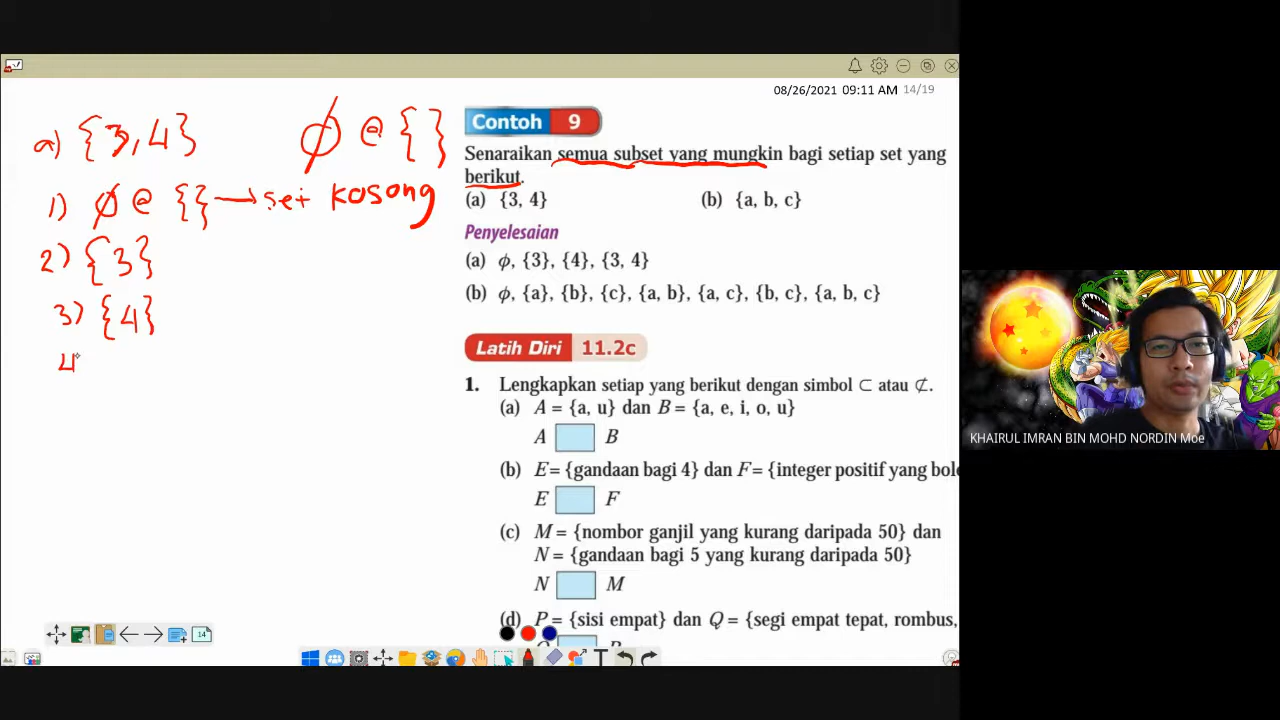 08/26/2021 09:11 AM 14/19
a) {3,4} ϕ @ {}
1) ϕ @ {} → set kosong
2) {3}
3) {4}
4
Contoh 9
Senaraikan semua subset yang mungkin bagi setiap set yang
berikut.
(a) {3, 4} (b) {a, b, c}
Penyelesaian
(a) ϕ, {3}, {4}, {3, 4}
(b) ϕ, {a}, {b}, {c}, {a, b}, {a, c}, {b, c}, {a, b, c}
Latih Diri 11.2c
1. Lengkapkan setiap yang berikut dengan simbol ⊂ atau ⊄.
(a) A = {a, u} dan B = {a, e, i, o, u}
A B
(b) E = {gandaan bagi 4} dan F = {integer positif yang bol
E F
(c) M = {nombor ganjil yang kurang daripada 50} dan
N = {gandaan bagi 5 yang kurang daripada 50}
N M
(d) P = {sisi empat} dan Q = {segi empat tepat, rombus,
14
T
KHAIRUL IMRAN BIN MOHD NORDIN Moe